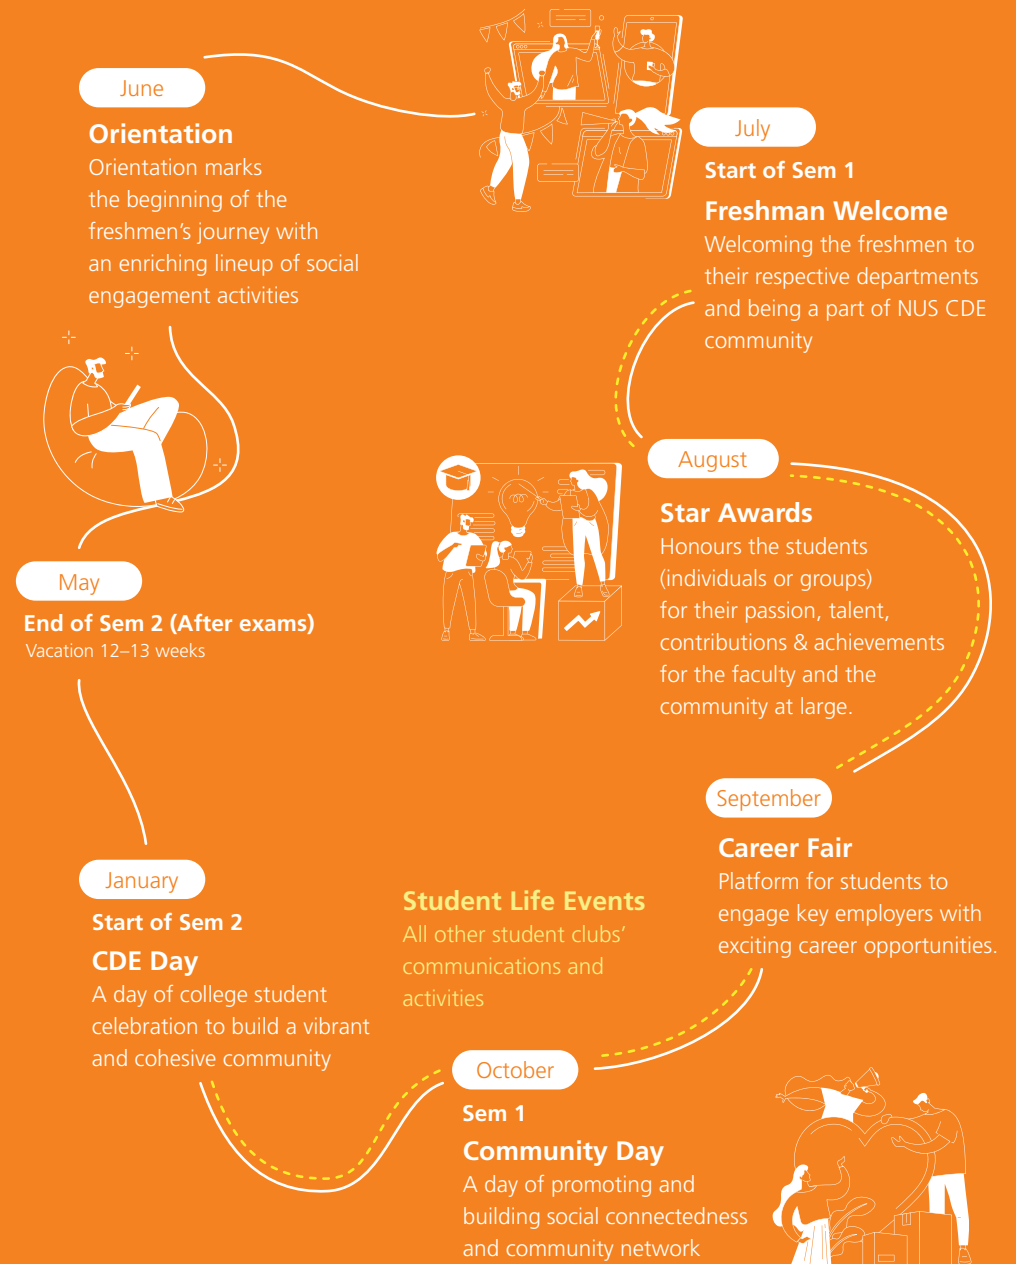 June
Orientation
Orientation marks
the beginning of the
freshmen’s journey with
an enriching lineup of social
engagement activities
July
Start of Sem 1
Freshman Welcome
Welcoming the freshmen to
their respective departments
and being a part of NUS CDE
community
August
Star Awards
Honours the students
(individuals or groups)
for their passion, talent,
contributions & achievements
for the faculty and the
community at large.
September
Career Fair
Platform for students to
engage key employers with
exciting career opportunities.
October
Sem 1
Community Day
A day of promoting and
building social connectedness
and community network
Student Life Events
All other student clubs’
communications and
activities
January
Start of Sem 2
CDE Day
A day of college student
celebration to build a vibrant
and cohesive community
May
End of Sem 2 (After exams)
Vacation 12–13 weeks